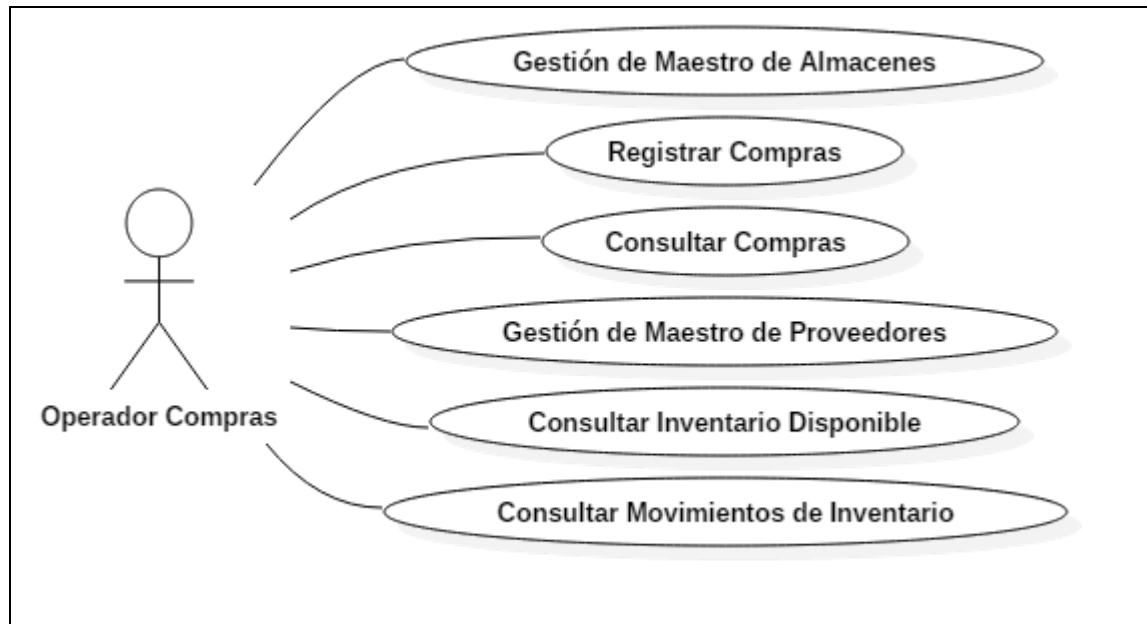 Gestión de Maestro de Almacenes
Registrar Compras
Consultar Compras
Gestión de Maestro de Proveedores
Operador Compras
Consultar Inventario Disponible
Consultar Movimientos de Inventario